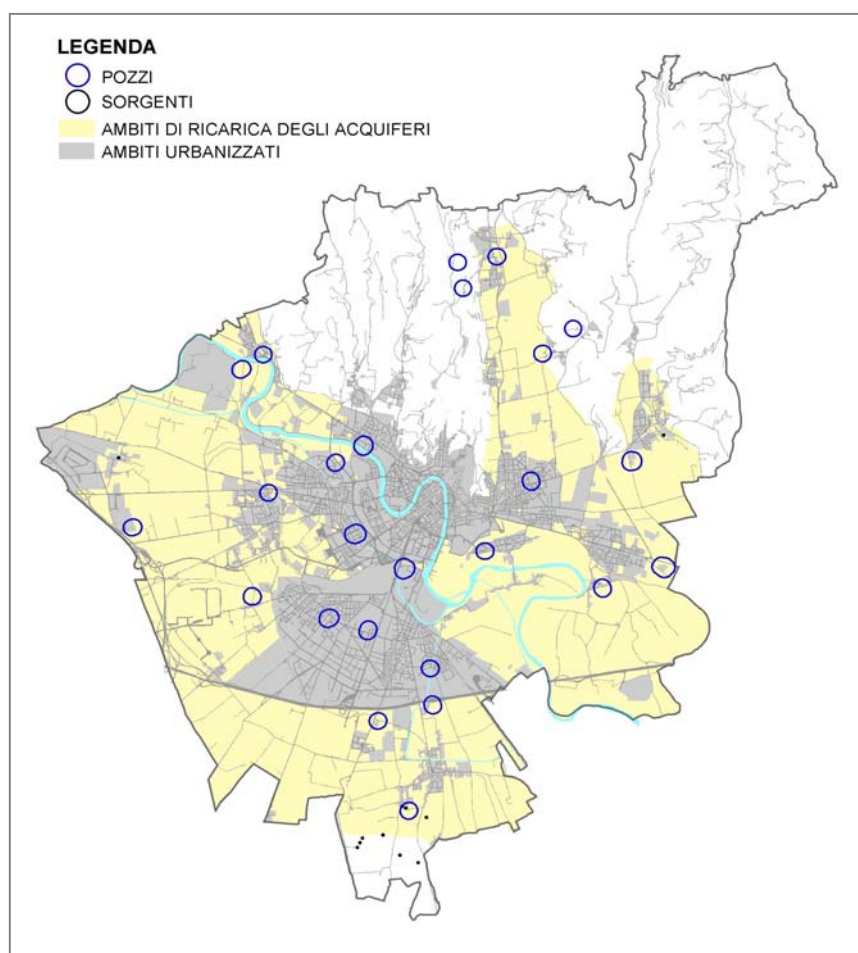 LEGENDA
POZZI
SORGENTI
AMBITI DI RICARICA DEGLI ACQUIFERI
AMBITI URBANIZZATI